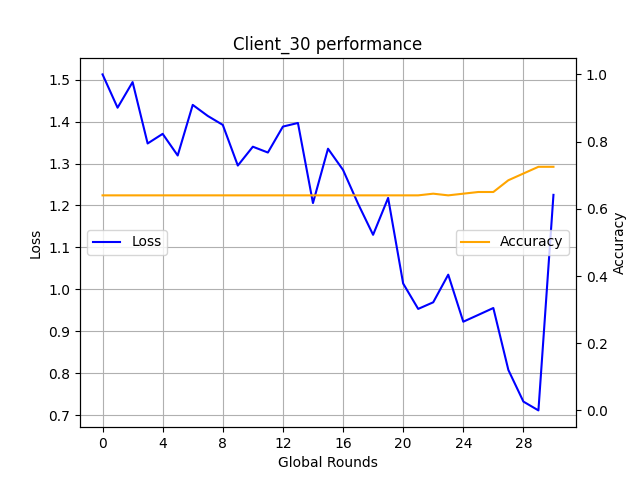 Client_30 performance
1.5
1.4
1.3
1.2
1.1
1.0
0.9
0.8
0.7
Loss
Loss
Accuracy
1.0
0.8
0.6
0.4
0.2
0.0
Accuracy
0 4 8 12 16 20 24 28
Global Rounds